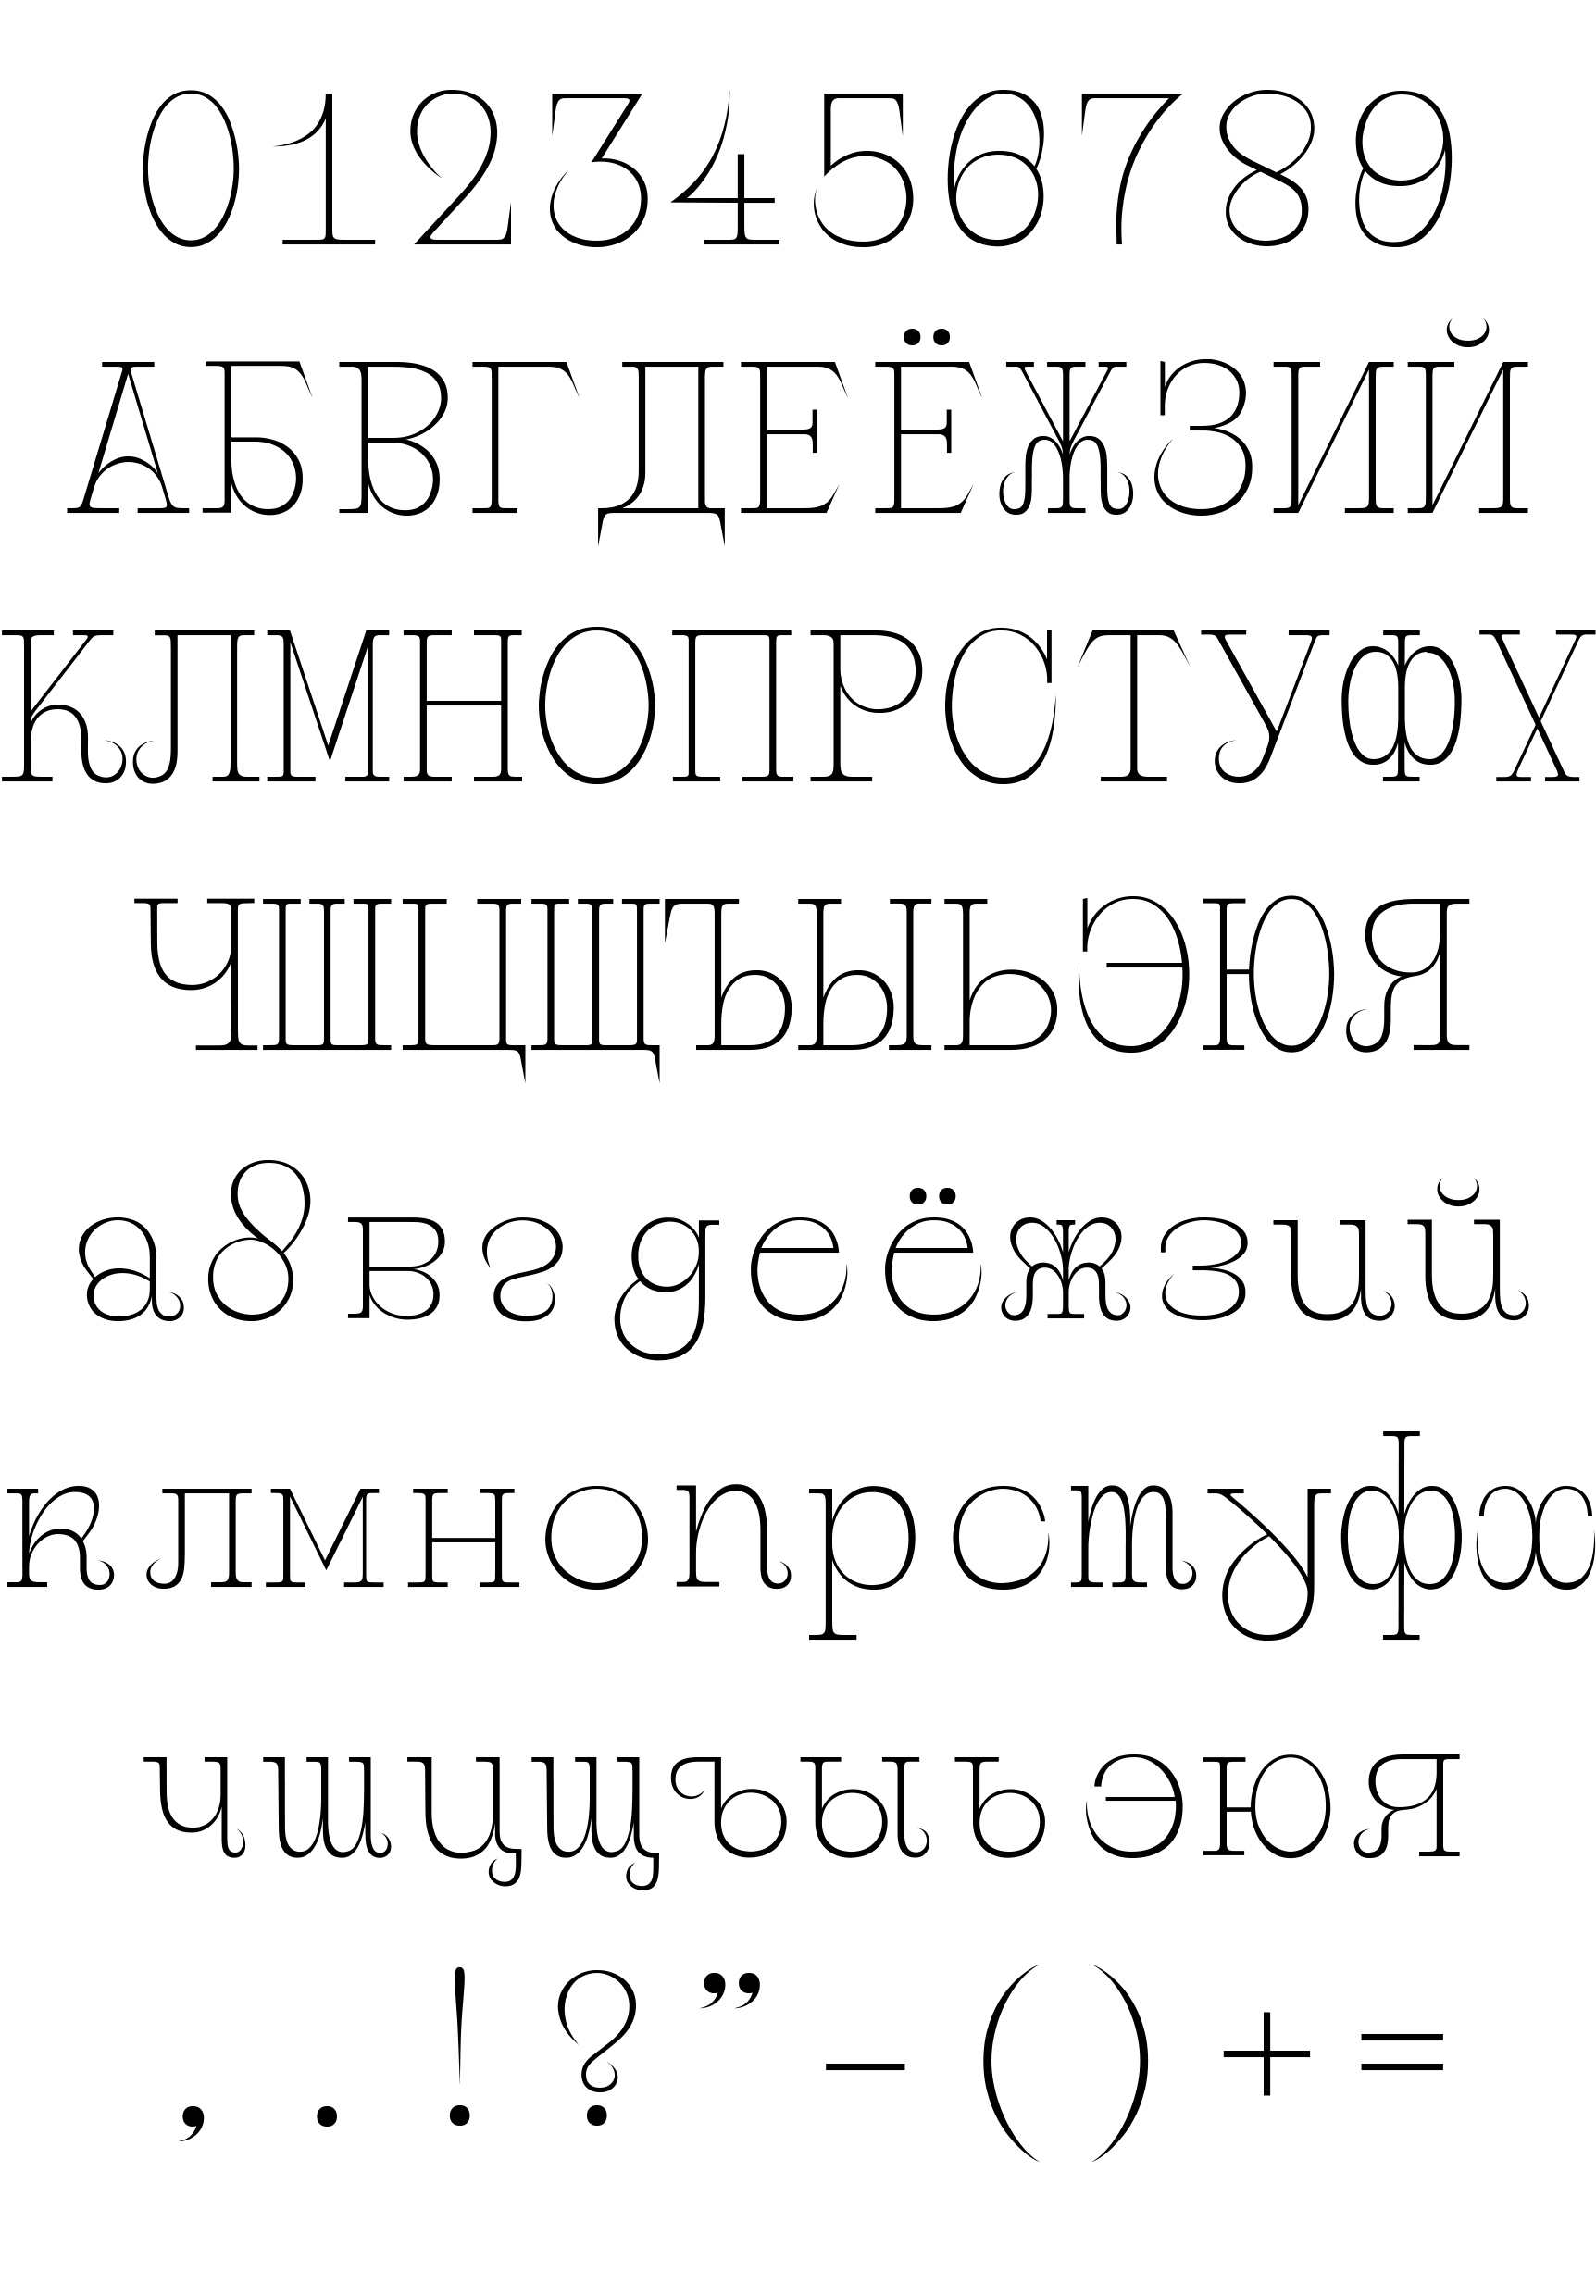 0123456789
АБВГДЕЁЖЗИЙ
КЛМНОПРСТУФХ
ЧШЦЩЪЫЬЭЮЯ
абвгдеёжзий
клмнопрстуфх
чшцщъыьэюя
, . ! ? ” – ( ) + =